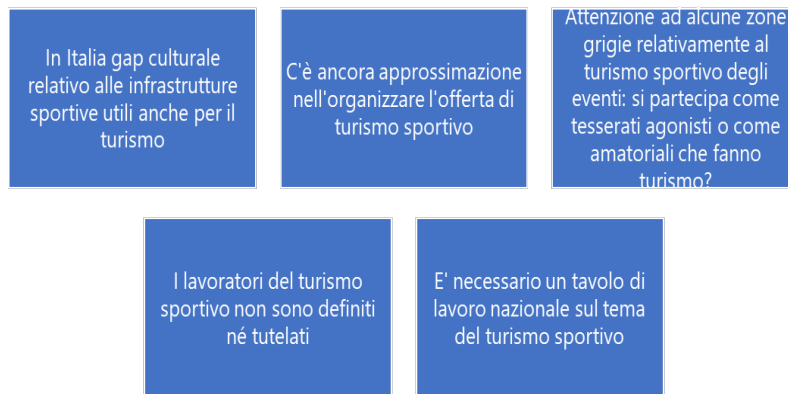 In Italia gap culturale
relativo alle infrastrutture
sportive utili anche per il
turismo
C'è ancora approssimazione
nell'organizzare l'offerta di
turismo sportivo
Attenzione ad alcune zone
grigie relativamente al
turismo sportivo degli
eventi: si partecipa come
tesserati agonisti o come
amatoriali che fanno
turismo?
I lavoratori del turismo
sportivo non sono definiti
né tutelati
E' necessario un tavolo di
lavoro nazionale sul tema
del turismo sportivo